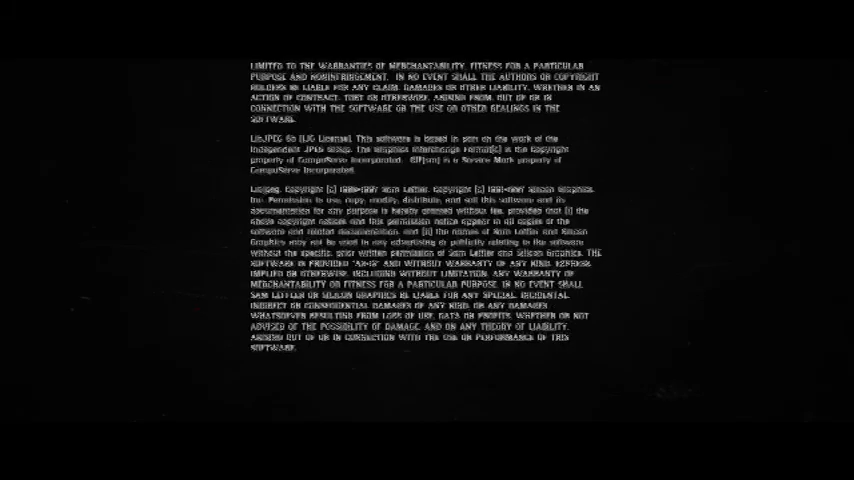 LIMITED TO THE WARRANTIES OF MERCHANTABILITY, FITNESS FOR A PARTICULAR
PURPOSE AND NONINFRINGEMENT. IN NO EVENT SHALL THE AUTHORS OR COPYRIGHT
HOLDERS BE LIABLE FOR ANY CLAIM, DAMAGES OR OTHER LIABILITY, WHETHER IN AN
ACTION OF CONTRACT, TORT OR OTHERWISE, ARISING FROM, OUT OF OR IN
CONNECTION WITH THE SOFTWARE OR THE USE OR OTHER DEALINGS IN THE
SOFTWARE.
LibJPEG 6b [IJG License]. This software is based in part on the work of the
Independent JPEG Group. The Graphics Interchange Format[c] is the Copyright
property of CompuServe Incorporated. GIF[sm] is a Service Mark property of
CompuServe Incorporated.
Copyright [c] 1988-1997 Sam Leffler. Copyright [c] 1991-1997 Silicon Graphics,
Inc. Permission to use, copy, modify, distribute, and sell this software and its
documentation for any purpose is hereby granted without fee, provided that [i] the
above copyright notices and this permission notice appear in all copies of the
software and related documentation, and [ii] the names of Sam Leffler and Silicon
Graphics may not be used in any advertising or publicity relating to the software
without the specific, prior written permission of Sam Leffler and Silicon Graphics. THE
SOFTWARE IS PROVIDED "AS-IS" AND WITHOUT WARRANTY OF ANY KIND, EXPRESS,
IMPLIED OR OTHERWISE, INCLUDING WITHOUT LIMITATION, ANY WARRANTY OF
MERCHANTABILITY OR FITNESS FOR A PARTICULAR PURPOSE. IN NO EVENT SHALL
SAM LEFFLER OR SILICON GRAPHICS BE LIABLE FOR ANY SPECIAL, INCIDENTAL,
INDIRECT OR CONSEQUENTIAL DAMAGES OF ANY KIND, OR ANY DAMAGES
WHATSOEVER RESULTING FROM LOSS OF USE, DATA OR PROFITS, WHETHER OR NOT
ADVISED OF THE POSSIBILITY OF DAMAGE, AND ON ANY THEORY OF LIABILITY,
ARISING OUT OF OR IN CONNECTION WITH THE USE OR PERFORMANCE OF THIS
SOFTWARE.